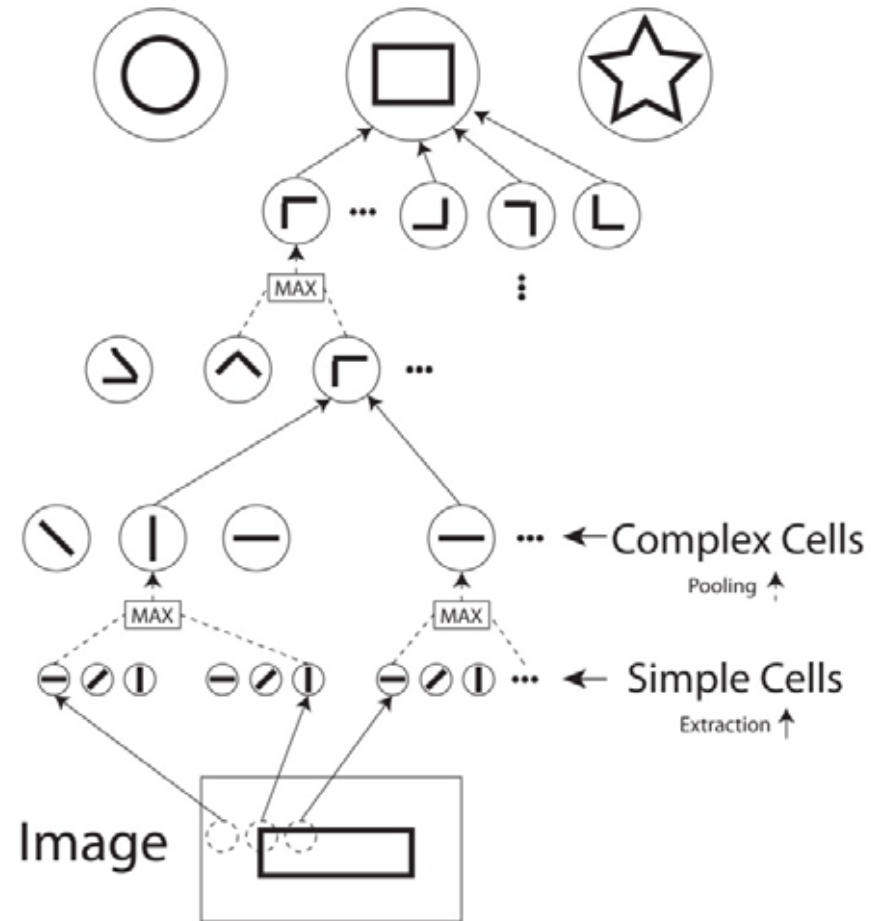 MAX
Complex Cells
Pooling
MAX
MAX
Simple Cells
Extraction
Image